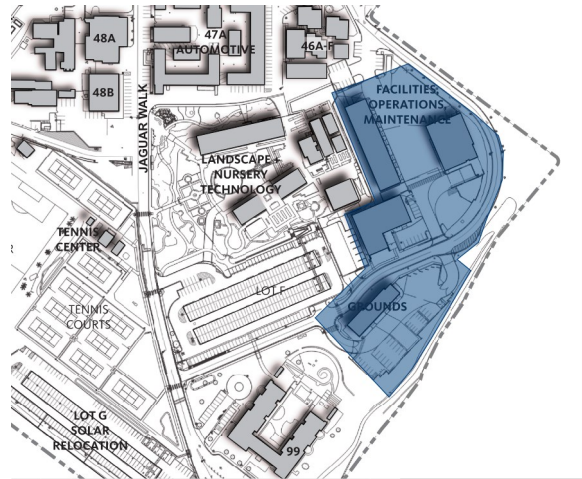 48A
47A
AUTOMOTIVE
46A-F
48B
JAGUAR WALK
FACILITIES,
OPERATIONS,
MAINTENANCE
LANDSCAPE +
NURSERY
TECHNOLOGY
TENNIS
CENTER
LOT F
GROUNDS
TENNIS
COURTS
LOT G
SOLAR
RELOCATION
99